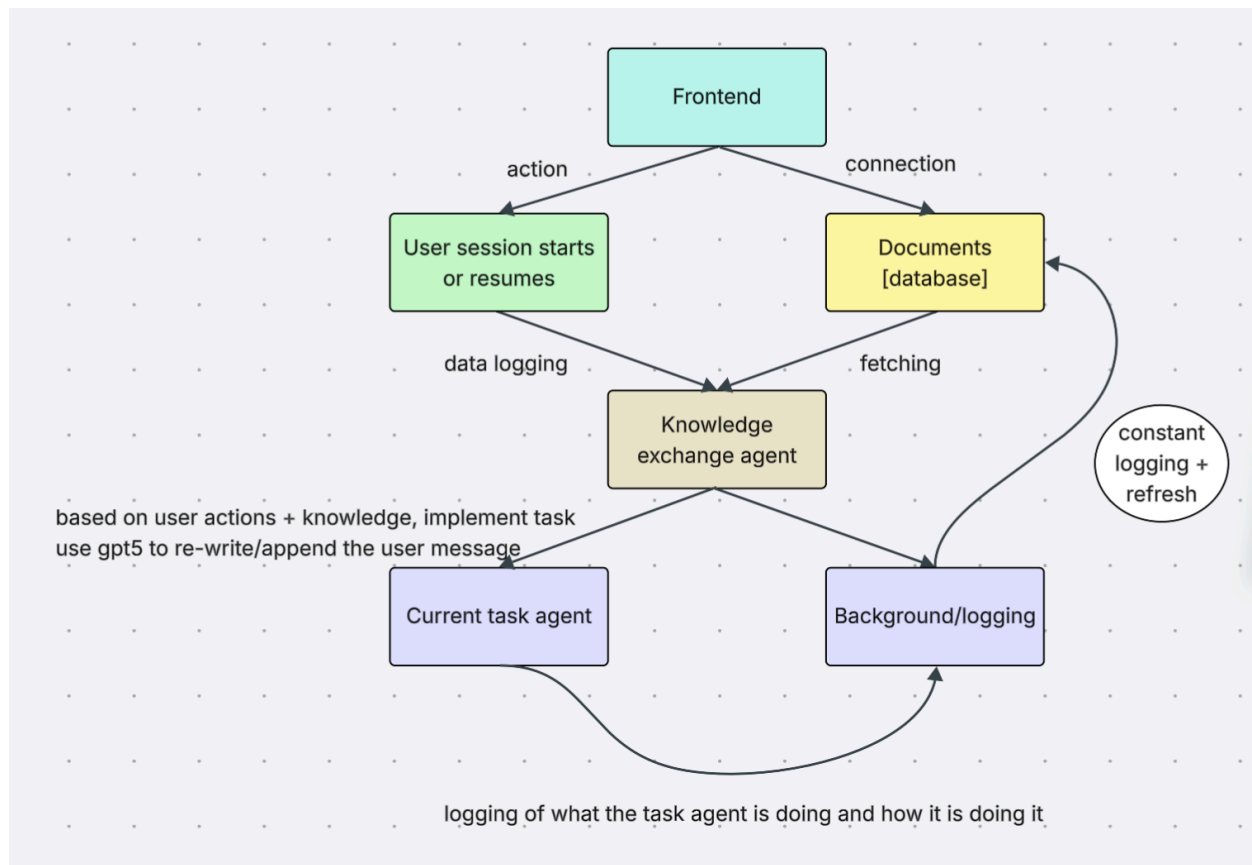 Frontend
action
connection
User session starts
or resumes
Documents
[database]
data logging
fetching
Knowledge
exchange agent
constant
logging +
refresh
based on user actions + knowledge, implement task
use gpt5 to re-write/append the user message
Current task agent
Background/logging
logging of what the task agent is doing and how it is doing it